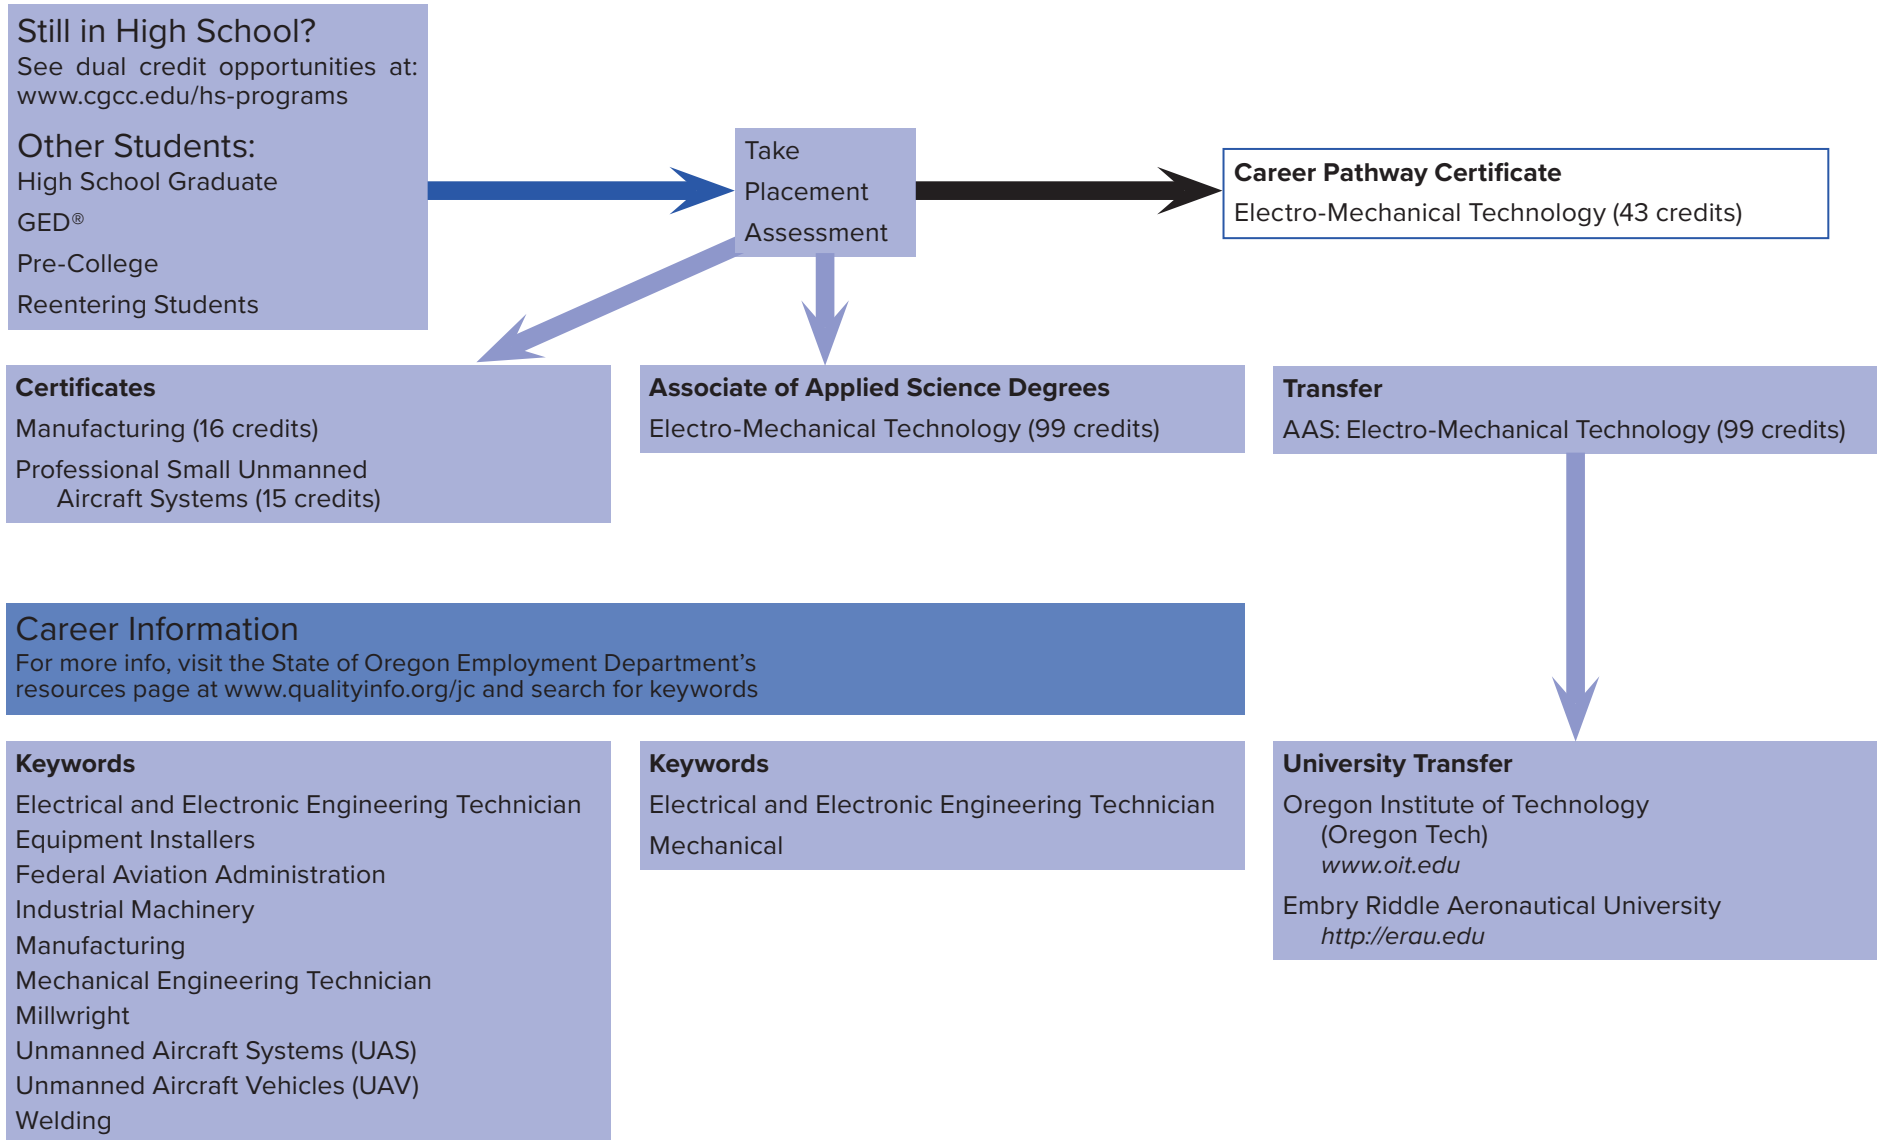 Still in High School?
See dual credit opportunities at:
www.cgcc.edu/hs-programs
Other Students:
High School Graduate
GED®
Pre-College
Reentering Students
Take
Placement
Assessment
Career Pathway Certificate
Electro-Mechanical Technology (43 credits)
Certificates
Manufacturing (16 credits)
Professional Small Unmanned
Aircraft Systems (15 credits)
Associate of Applied Science Degrees
Electro-Mechanical Technology (99 credits)
Transfer
AAS: Electro-Mechanical Technology (99 credits)
Career Information
For more info, visit the State of Oregon Employment Department’s
resources page at www.qualityinfo.org/jc and search for keywords
Keywords
Electrical and Electronic Engineering Technician
Equipment Installers
Federal Aviation Administration
Industrial Machinery
Manufacturing
Mechanical Engineering Technician
Millwright
Unmanned Aircraft Systems (UAS)
Unmanned Aircraft Vehicles (UAV)
Welding
Keywords
Electrical and Electronic Engineering Technician
Mechanical
University Transfer
Oregon Institute of Technology
(Oregon Tech)
www.oit.edu
Embry Riddle Aeronautical University
http://erau.edu